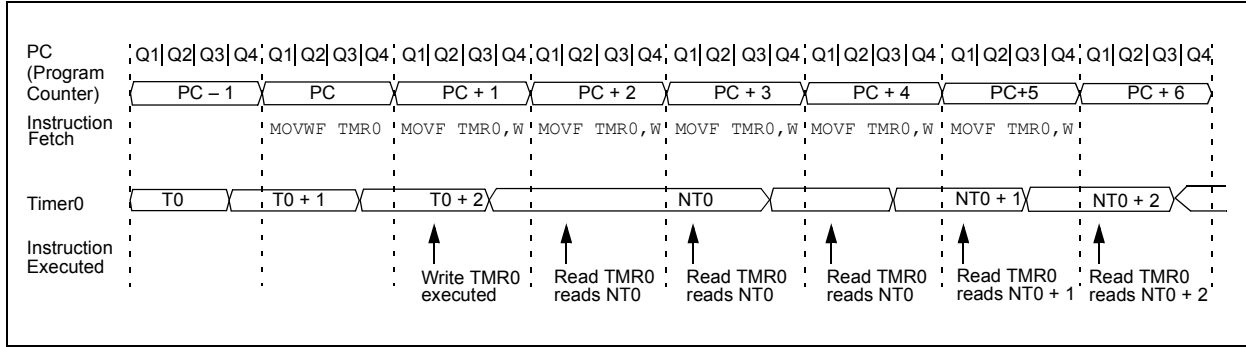 PC
(Program
Counter)
Q1 Q2 Q3 Q4 Q1 Q2 Q3 Q4 Q1 Q2 Q3 Q4 Q1 Q2 Q3 Q4 Q1 Q2 Q3 Q4 Q1 Q2 Q3 Q4 Q1 Q2 Q3 Q4 Q1 Q2 Q3 Q4
PC – 1 PC PC + 1 PC + 2 PC + 3 PC + 4 PC+5 PC + 6
Instruction
Fetch
MOVWF TMR0 MOVF TMR0,W MOVF TMR0,W MOVF TMR0,W MOVF TMR0,W MOVF TMR0,W
Timer0
T0 T0 + 1 T0 + 2 NT0 NT0 + 1 NT0 + 2
Instruction
Executed
Write TMR0
executed
Read TMR0
reads NT0
Read TMR0
reads NT0
Read TMR0
reads NT0
Read TMR0
reads NT0 + 1
Read TMR0
reads NT0 + 2